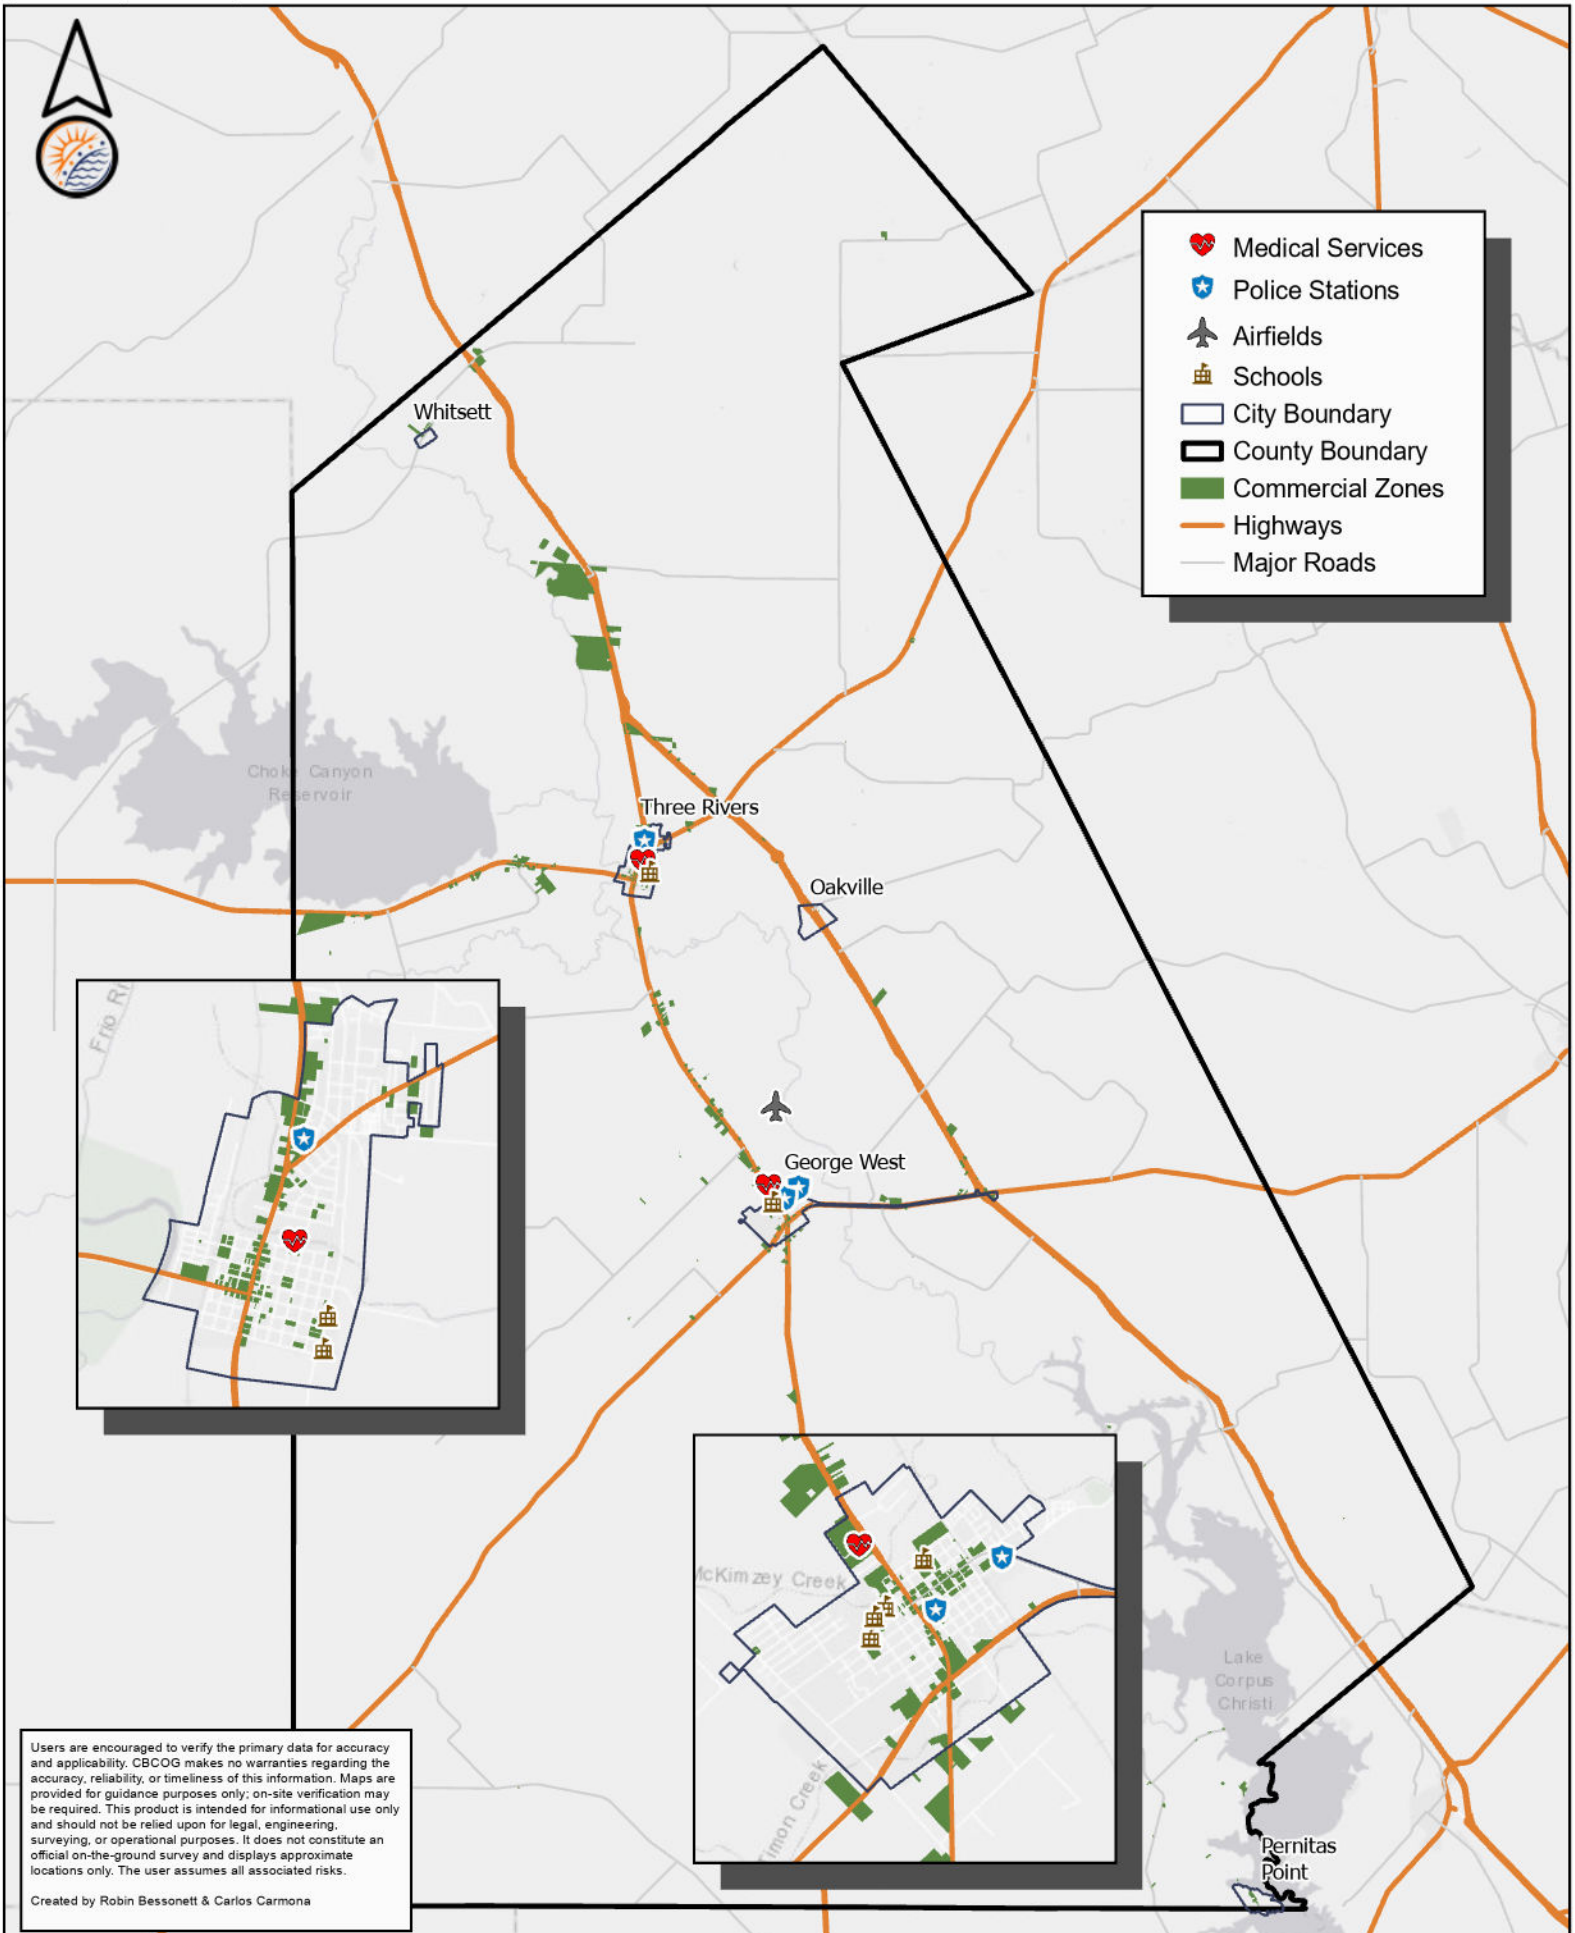 Medical Services
Police Stations
Airfields
Schools
City Boundary
County Boundary
Commercial Zones
Highways
Major Roads
Whitsett
Choke Canyon
Reservoir
Three Rivers
Oakville
George West
Frio Ri
McKimzey Creek
Timon Creek
Lake
Corpus
Christi
Pernitas
Point
Users are encouraged to verify the primary data for accuracy
and applicability. CBCOG makes no warranties regarding the
accuracy, reliability, or timeliness of this information. Maps are
provided for guidance purposes only; on-site verification may
be required. This product is intended for informational use only
and should not be relied upon for legal, engineering,
surveying, or operational purposes. It does not constitute an
official on-the-ground survey and displays approximate
locations only. The user assumes all associated risks.
Created by Robin Bessonett & Carlos Carmona